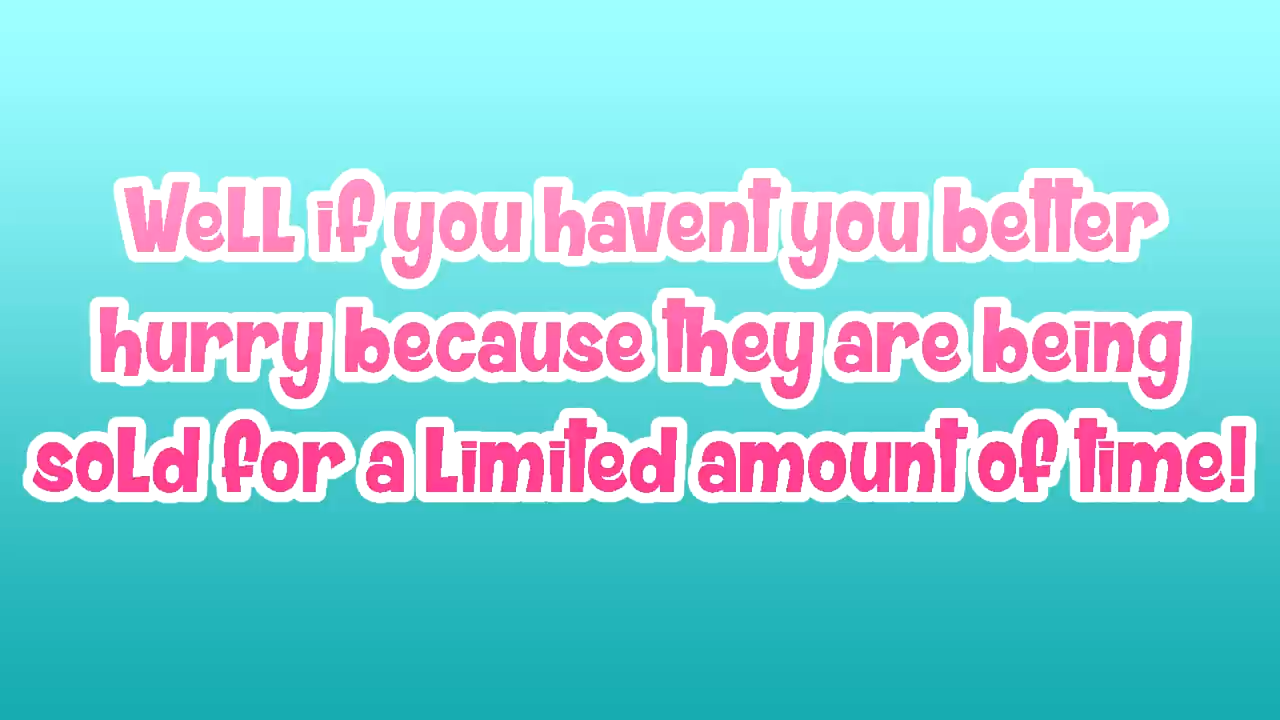 Well if you havent you better
hurry because they are being
sold for a limited amount of time!